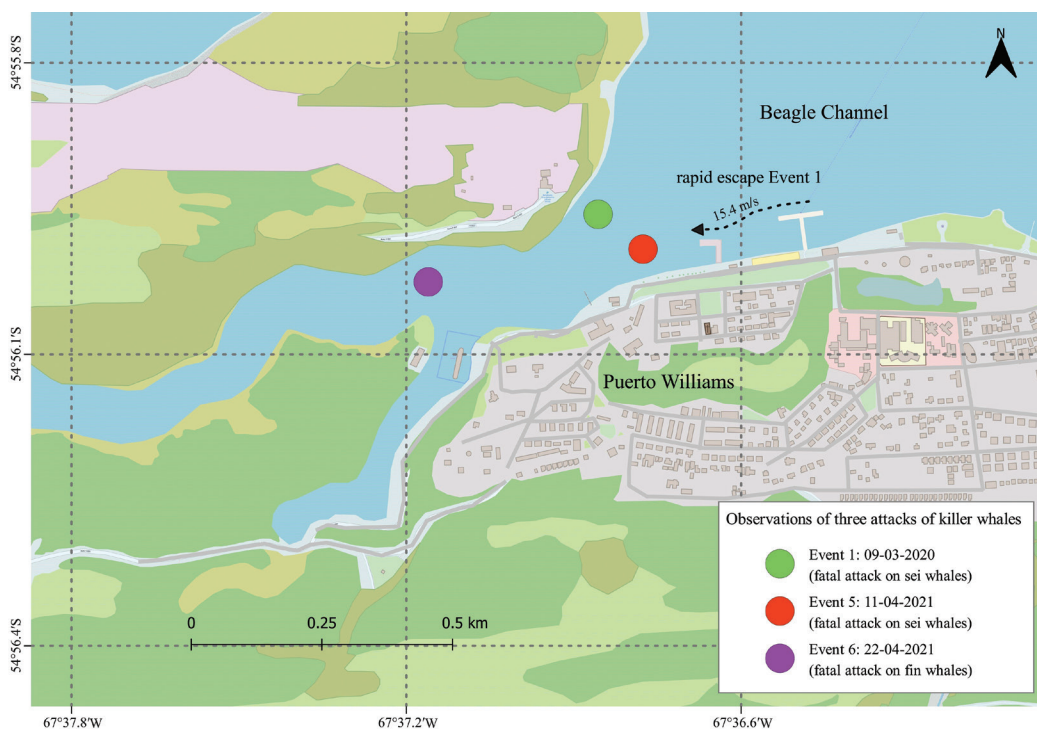 N
54°55.8'S
Beagle Channel
rapid escape Event 1
15.4 m/s
54°56.1'S
Puerto Williams
Observations of three attacks of killer whales
Event 1: 09-03-2020
(fatal attack on sei whales)
Event 5: 11-04-2021
(fatal attack on sei whales)
Event 6: 22-04-2021
(fatal attack on fin whales)
0 0.25 0.5 km
54°56.4'S
67°37.8'W 67°37.2'W 67°36.6'W